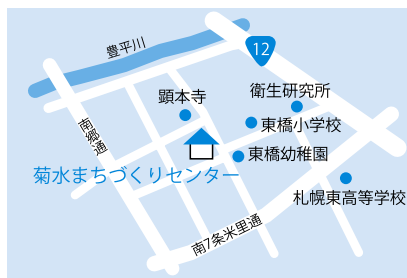 豊平川
12
顕本寺
衛生研究所
東橋小学校
南郷通
東橋幼稚園
菊水まちづくりセンター
札幌東高等学校
南7条米里通